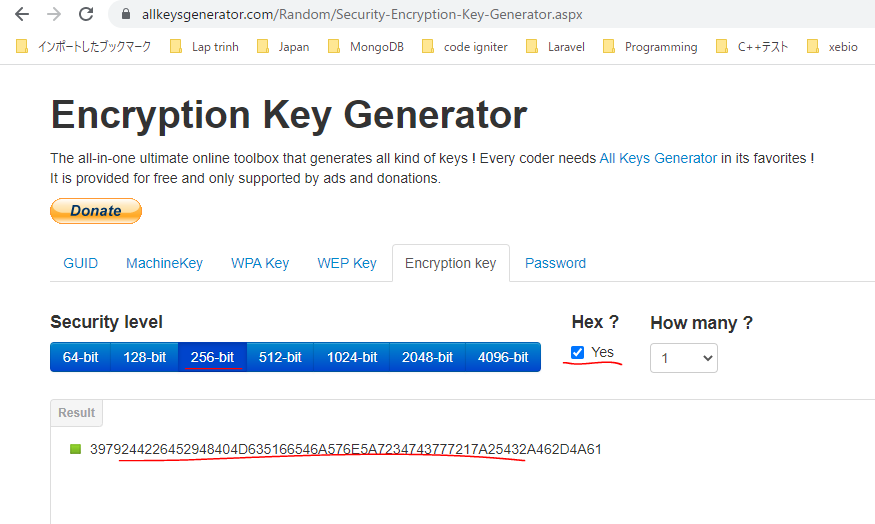 allkeysgenerator.com/Random/Security-Encryption-Key-Generator.aspx
インポートしたブックマーク Lap trinh Japan MongoDB code igniter Laravel Programming C++テスト xebio
Encryption Key Generator
The all-in-one ultimate online toolbox that generates all kind of keys ! Every coder needs All Keys Generator in its favorites !
It is provided for free and only supported by ads and donations.
Donate
GUID MachineKey WPA Key WEP Key Encryption key Password
Security level Hex ? How many ?
64-bit 128-bit 256-bit 512-bit 1024-bit 2048-bit 4096-bit Yes 1
Result
3979244226452948404D635166546A576E5A7234743777217A25432A462D4A61